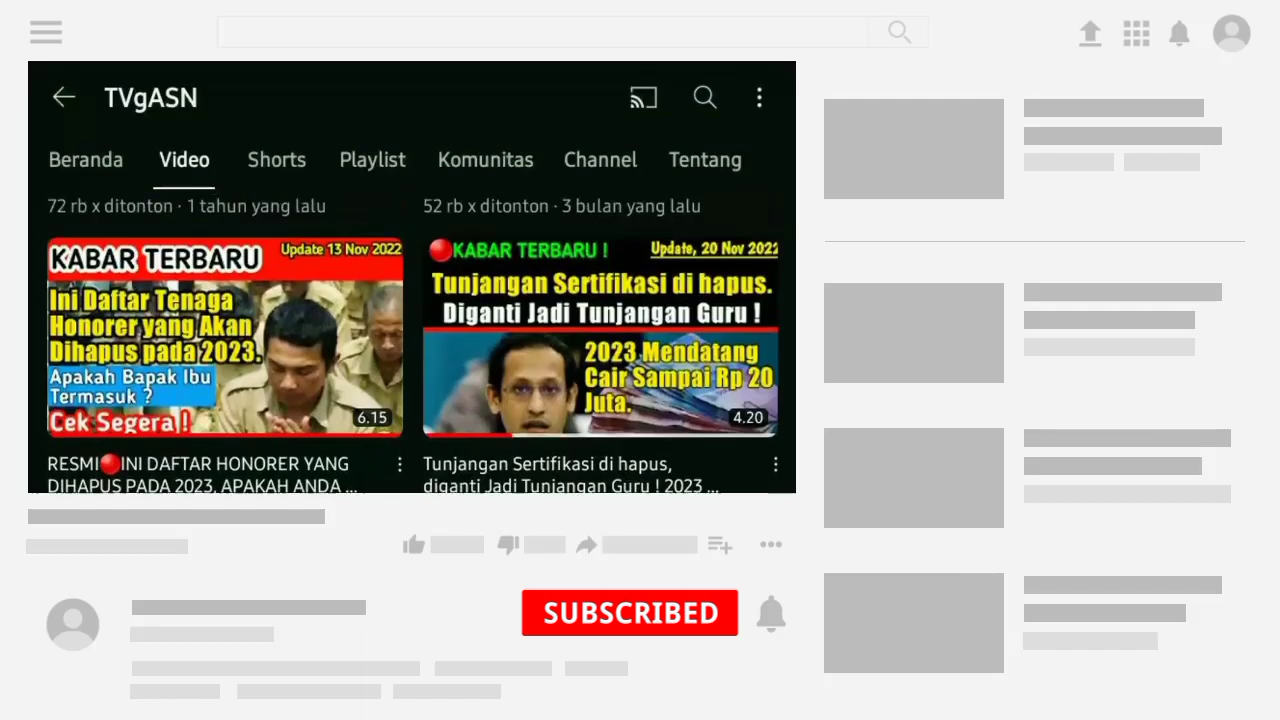 TVgASN
Beranda Video Shorts Playlist Komunitas Channel Tentang
72 rb x ditonton · 1 tahun yang lalu
52 rb x ditonton · 3 bulan yang lalu
KABAR TERBARU
Update 13 Nov 2022
Ini Daftar Tenaga
Honorer yang Akan
Dihapus pada 2023.
Apakah Bapak Ibu
Termasuk ?
Cek Segera !
6.15
RESMI🔴INI DAFTAR HONORER YANG
DIHAPUS PADA 2023, APAKAH ANDA ...
🔴KABAR TERBARU !
Update, 20 Nov 2022
Tunjangan Sertifikasi di hapus.
Diganti Jadi Tunjangan Guru !
2023 Mendatang
Cair Sampai Rp 20
Juta.
4.20
Tunjangan Sertifikasi di hapus,
diganti Jadi Tunjangan Guru ! 2023 ...
SUBSCRIBED